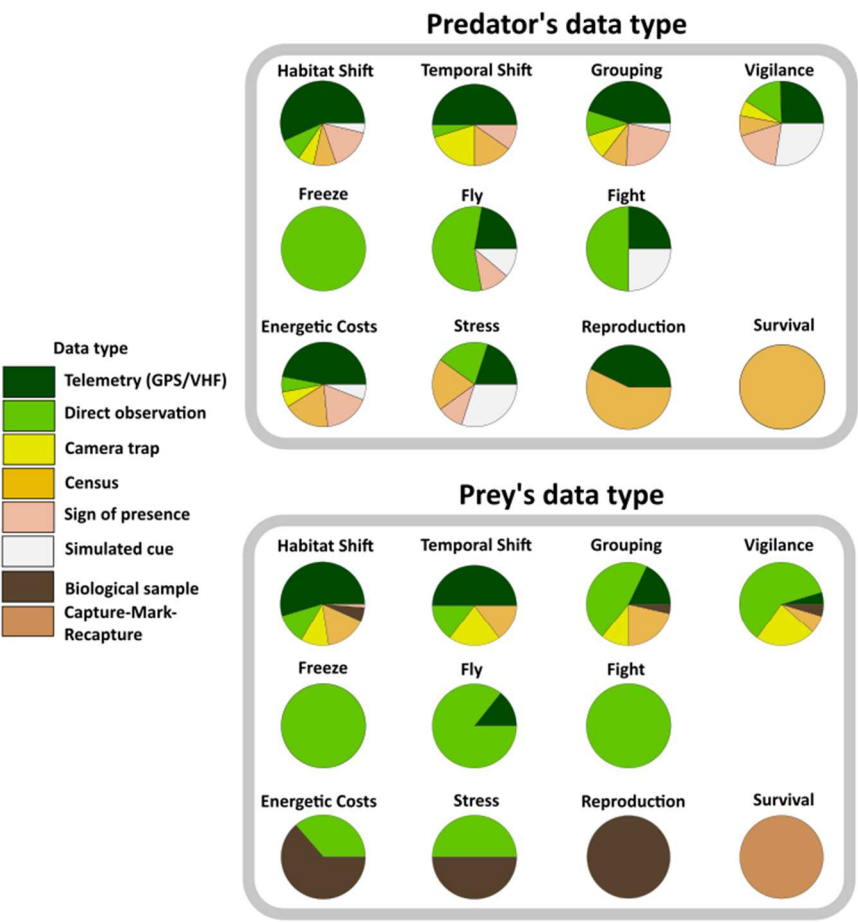 Predator's data type
Habitat Shift
Temporal Shift
Grouping
Vigilance
Freeze
Fly
Fight
Energetic Costs
Stress
Reproduction
Survival
Data type
Telemetry (GPS/VHF)
Direct observation
Camera trap
Census
Sign of presence
Simulated cue
Biological sample
Capture-Mark-
Recapture
Prey's data type
Habitat Shift
Temporal Shift
Grouping
Vigilance
Freeze
Fly
Fight
Energetic Costs
Stress
Reproduction
Survival